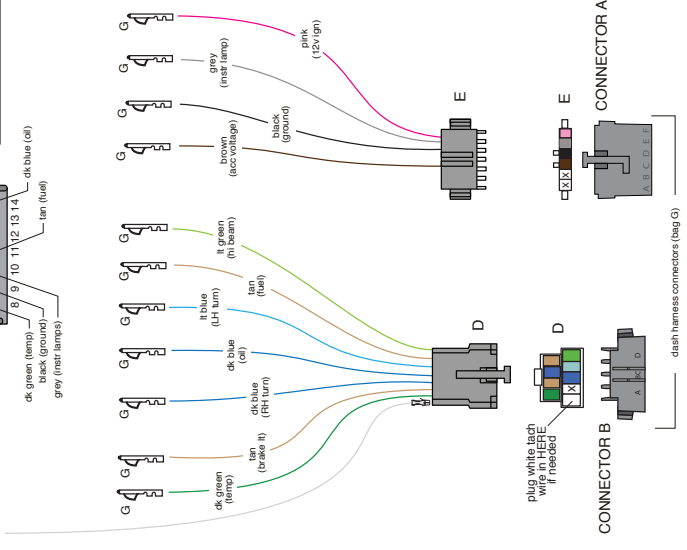 G
G
G
G
pink
(12v ign)
grey
(instr lamp)
black
(ground)
brown
(acc voltage)
E
E
CONNECTOR A
X X
A B C D E F
dk blue (oil)
tan (fuel)
8 9 10 11 12 13 14
dk green (temp)
black (ground)
grey (instr lamps)
G
G
G
G
G
G
G
lt green
(hi beam)
tan
(fuel)
lt blue
(LH turn)
dk blue
(oil)
dk blue
(RH turn)
tan
(brake lt)
dk green
(temp)
D
D
X
plug white tach
wire in HERE
if needed
CONNECTOR B
A BC D
dash harness connectors (bag G)